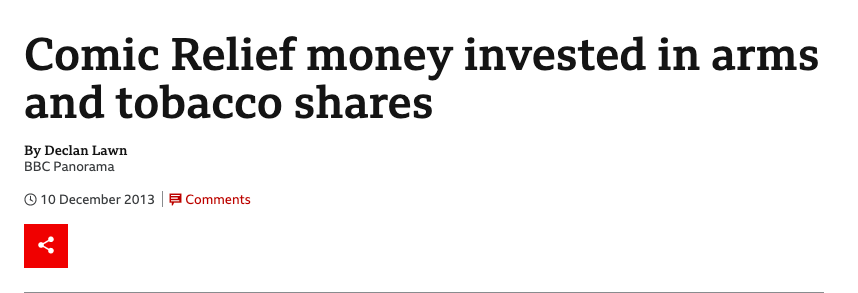 Comic Relief money invested in arms
and tobacco shares
By Declan Lawn
BBC Panorama
10 December 2013 | Comments